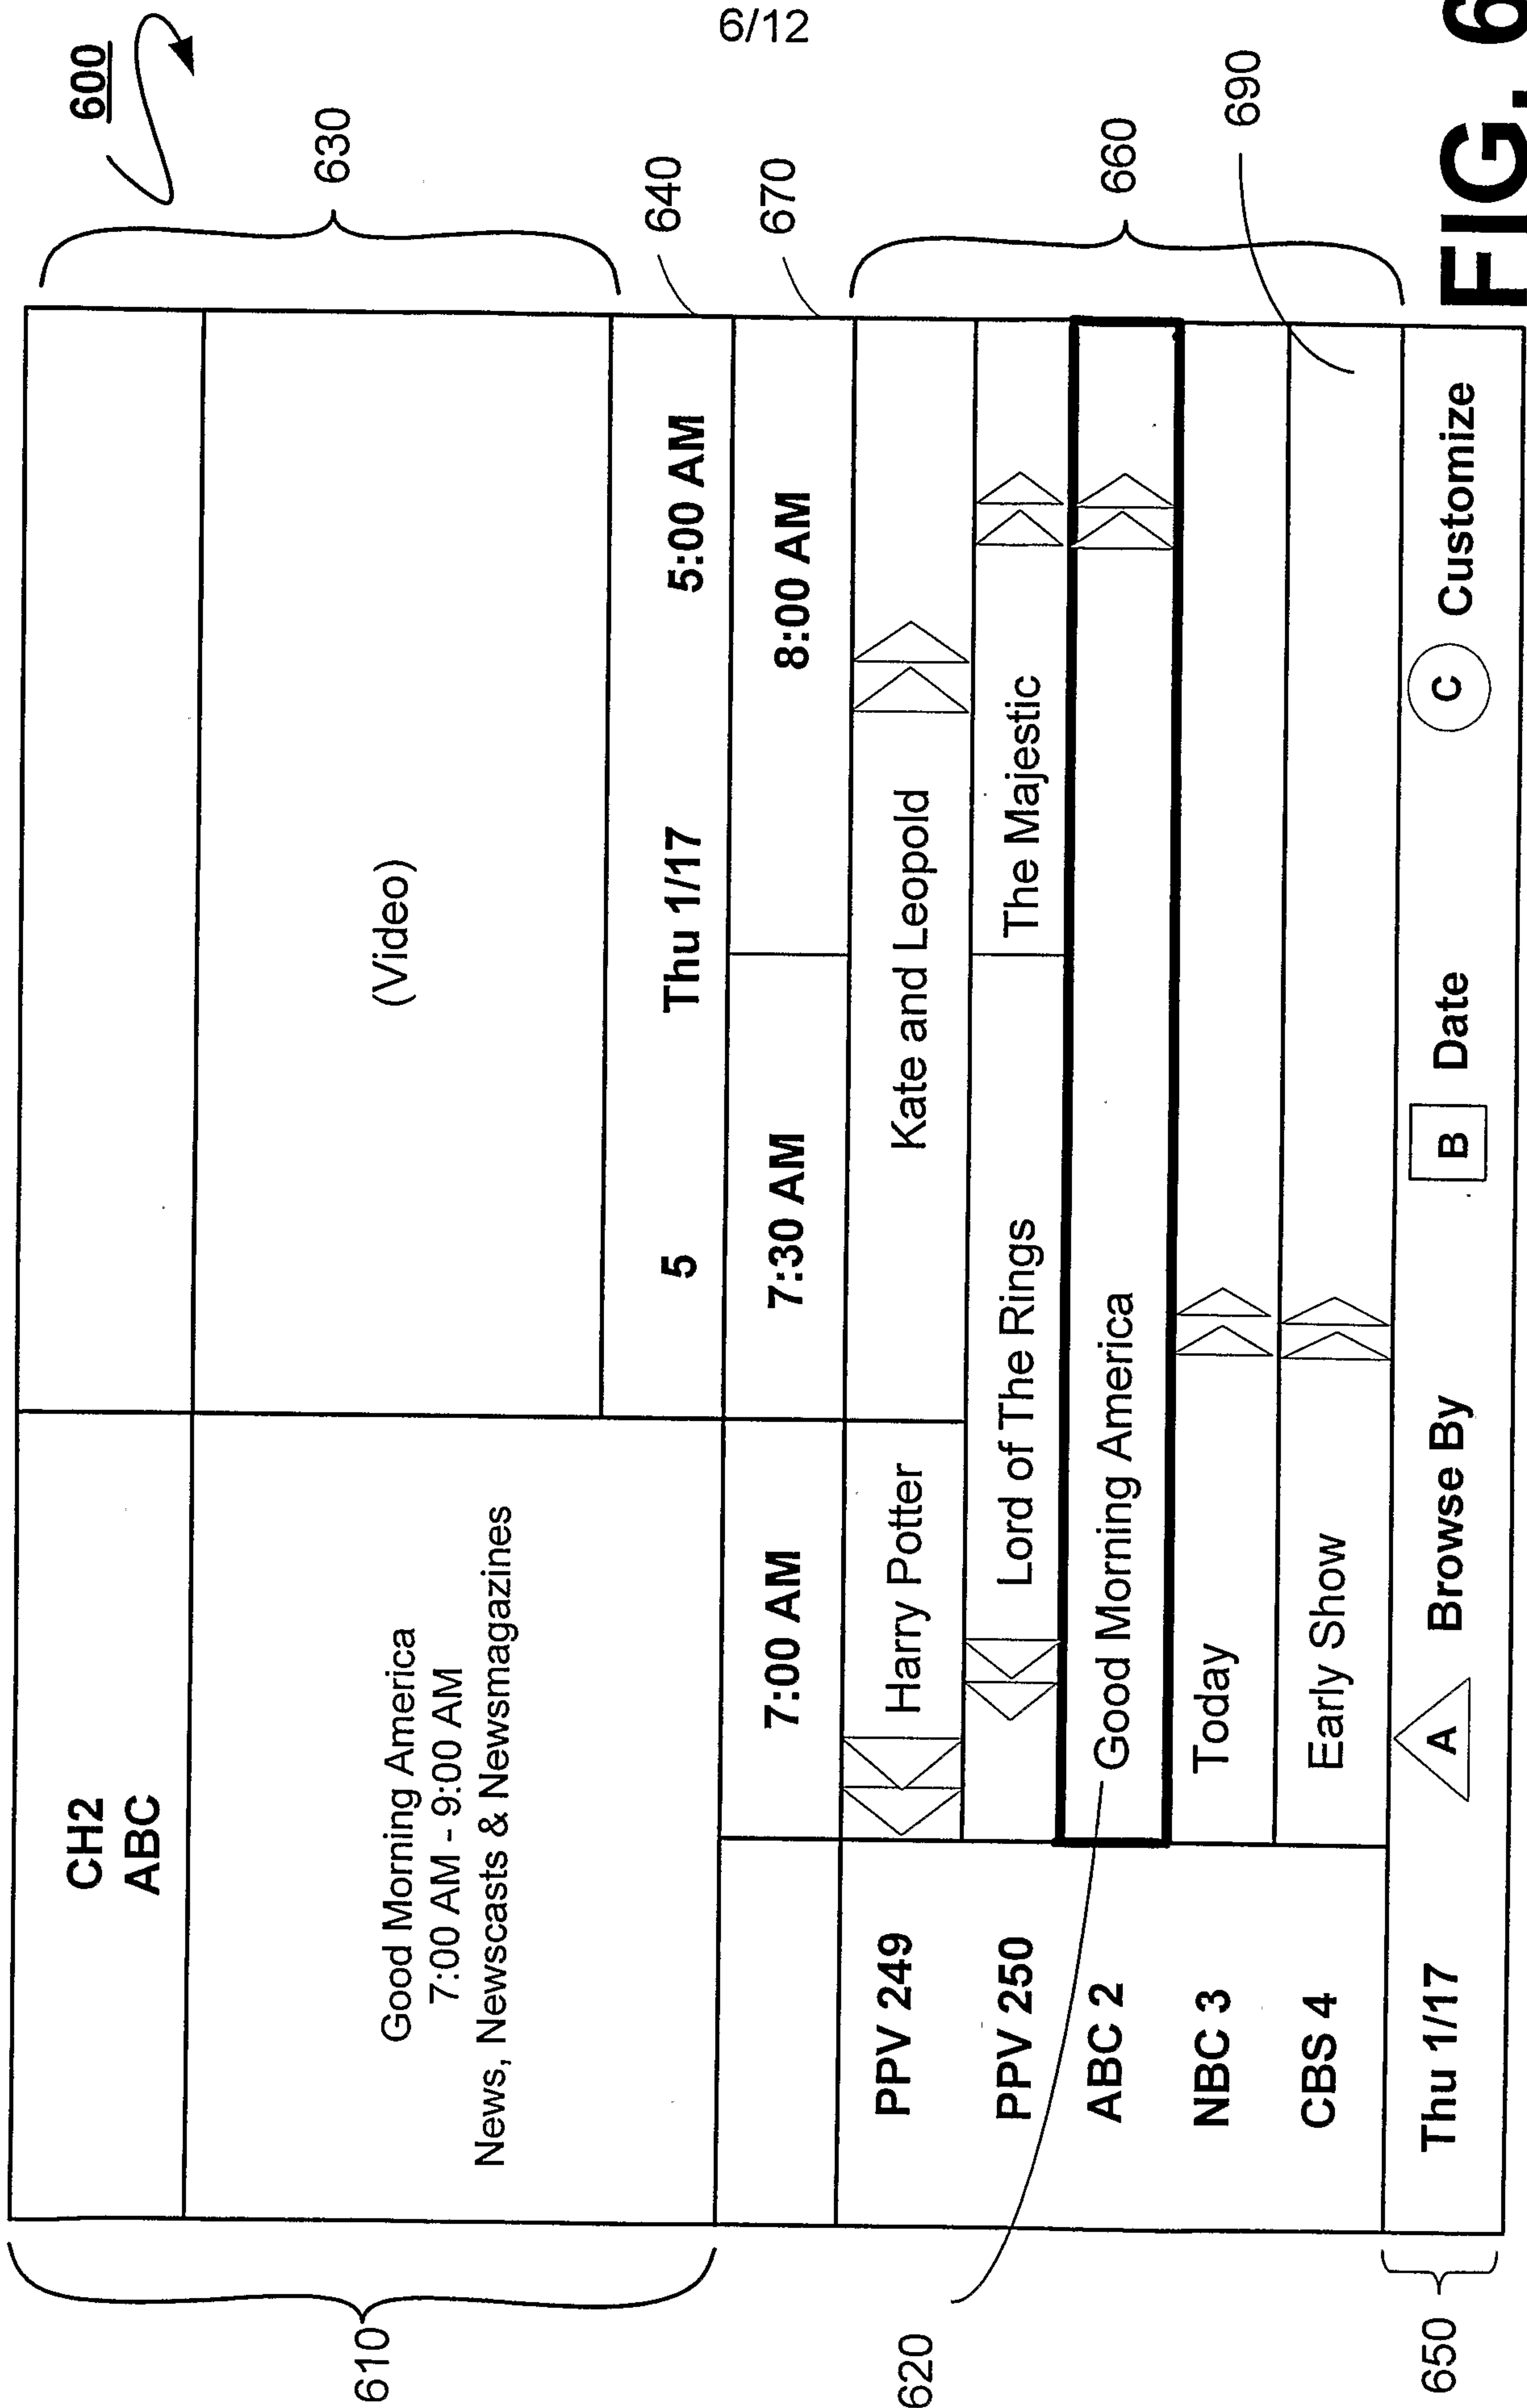 6/12
600
CH2
ABC
Good Morning America
7:00 AM - 9:00 AM
News, Newscasts & Newsmagazines
(Video)
630
610
5 Thu 1/17 5:00 AM
640
7:00 AM 7:30 AM 8:00 AM
670
PPV 249 Harry Potter Kate and Leopold
PPV 250 Lord of The Rings The Majestic
620
ABC 2 Good Morning America
660
NBC 3 Today
CBS 4 Early Show
690
650
Thu 1/17 A Browse By B Date C Customize
FIG. 6